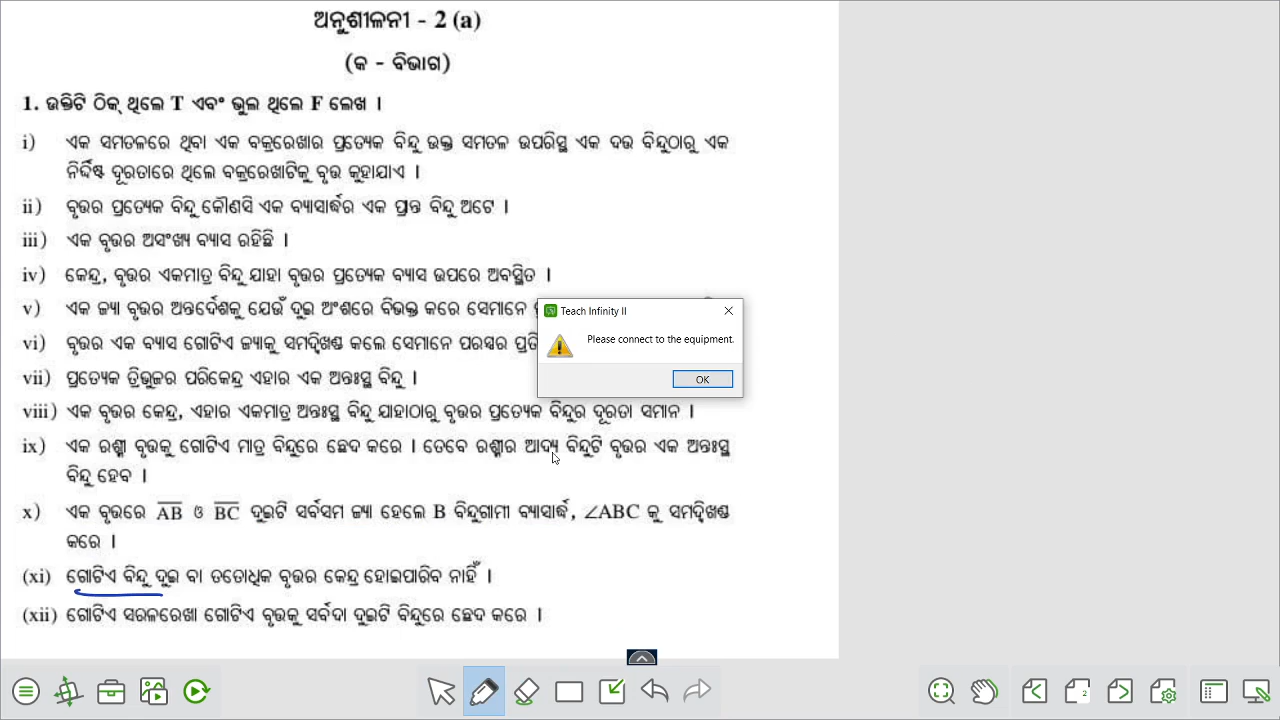 ଅନୁଶୀଳନୀ - 2 (a)
(କ - ବିଭାଗ)
1. ଉକ୍ତିଟି ଠିକ୍ ଥିଲେ T ଏବଂ ଭୁଲ ଥିଲେ F ଲେଖ ।
i) ଏକ ସମତଳରେ ଥିବା ଏକ ବକ୍ରରେଖାର ପ୍ରତ୍ୟେକ ବିନ୍ଦୁ ଉକ୍ତ ସମତଳ ଉପରିସ୍ଥ ଏକ ଦତ୍ତ ବିନ୍ଦୁଠାରୁ ଏକ
ନିର୍ଦ୍ଦିଷ୍ଟ ଦୂରତାରେ ଥିଲେ ବକ୍ରରେଖାଟିକୁ ବୃତ୍ତ କୁହାଯାଏ ।
ii) ବୃତ୍ତର ପ୍ରତ୍ୟେକ ବିନ୍ଦୁ କୌଣସି ଏକ ବ୍ୟାସାର୍ଦ୍ଧର ଏକ ପ୍ରାନ୍ତ ବିନ୍ଦୁ ଅଟେ ।
iii) ଏକ ବୃତ୍ତର ଅସଂଖ୍ୟ ବ୍ୟାସ ରହିଛି ।
iv) କେନ୍ଦ୍ର, ବୃତ୍ତର ଏକମାତ୍ର ବିନ୍ଦୁ ଯାହା ବୃତ୍ତର ପ୍ରତ୍ୟେକ ବ୍ୟାସ ଉପରେ ଅବସ୍ଥିତ ।
v) ଏକ ଜ୍ୟା ବୃତ୍ତର ଅନ୍ତର୍ଦେଶକୁ ଯେଉଁ ଦୁଇ ଅଂଶରେ ବିଭକ୍ତ କରେ ସେମାନେ
vi) ବୃତ୍ତର ଏକ ବ୍ୟାସ ଗୋଟିଏ ଜ୍ୟାକୁ ସମଦ୍ୱିଖଣ୍ଡ କଲେ ସେମାନେ ପରସ୍ପର
vii) ପ୍ରତ୍ୟେକ ତ୍ରିଭୁଜର ପରିକେନ୍ଦ୍ର ଏହାର ଏକ ଅନ୍ତଃସ୍ଥ ବିନ୍ଦୁ ।
viii) ଏକ ବୃତ୍ତର କେନ୍ଦ୍ର, ଏହାର ଏକମାତ୍ର ଅନ୍ତଃସ୍ଥ ବିନ୍ଦୁ ଯାହାଠାରୁ ବୃତ୍ତର ପ୍ରତ୍ୟେକ ବିନ୍ଦୁର ଦୂରତା ସମାନ ।
ix) ଏକ ରଶ୍ମି ବୃତ୍ତକୁ ଗୋଟିଏ ମାତ୍ର ବିନ୍ଦୁରେ ଛେଦ କରେ । ତେବେ ରଶ୍ମିର ଆଦ୍ୟ ବିନ୍ଦୁଟି ବୃତ୍ତର ଏକ ଅନ୍ତଃସ୍ଥ
ବିନ୍ଦୁ ହେବ ।
x) ଏକ ବୃତ୍ତରେ AB ଓ BC ଦୁଇଟି ସର୍ବସମ ଜ୍ୟା ହେଲେ B ବିନ୍ଦୁଗାମୀ ବ୍ୟାସାର୍ଦ୍ଧ, ∠ABC କୁ ସମଦ୍ୱିଖଣ୍ଡ
କରେ ।
(xi) ଗୋଟିଏ ବିନ୍ଦୁ ଦୁଇ ବା ତତୋଧିକ ବୃତ୍ତର କେନ୍ଦ୍ର ହୋଇପାରିବ ନାହିଁ ।
(xii) ଗୋଟିଏ ସରଳରେଖା ଗୋଟିଏ ବୃତ୍ତକୁ ସର୍ବଦା ଦୁଇଟି ବିନ୍ଦୁରେ ଛେଦ କରେ ।
Teach Infinity II
Please connect to the equipment.
OK
2